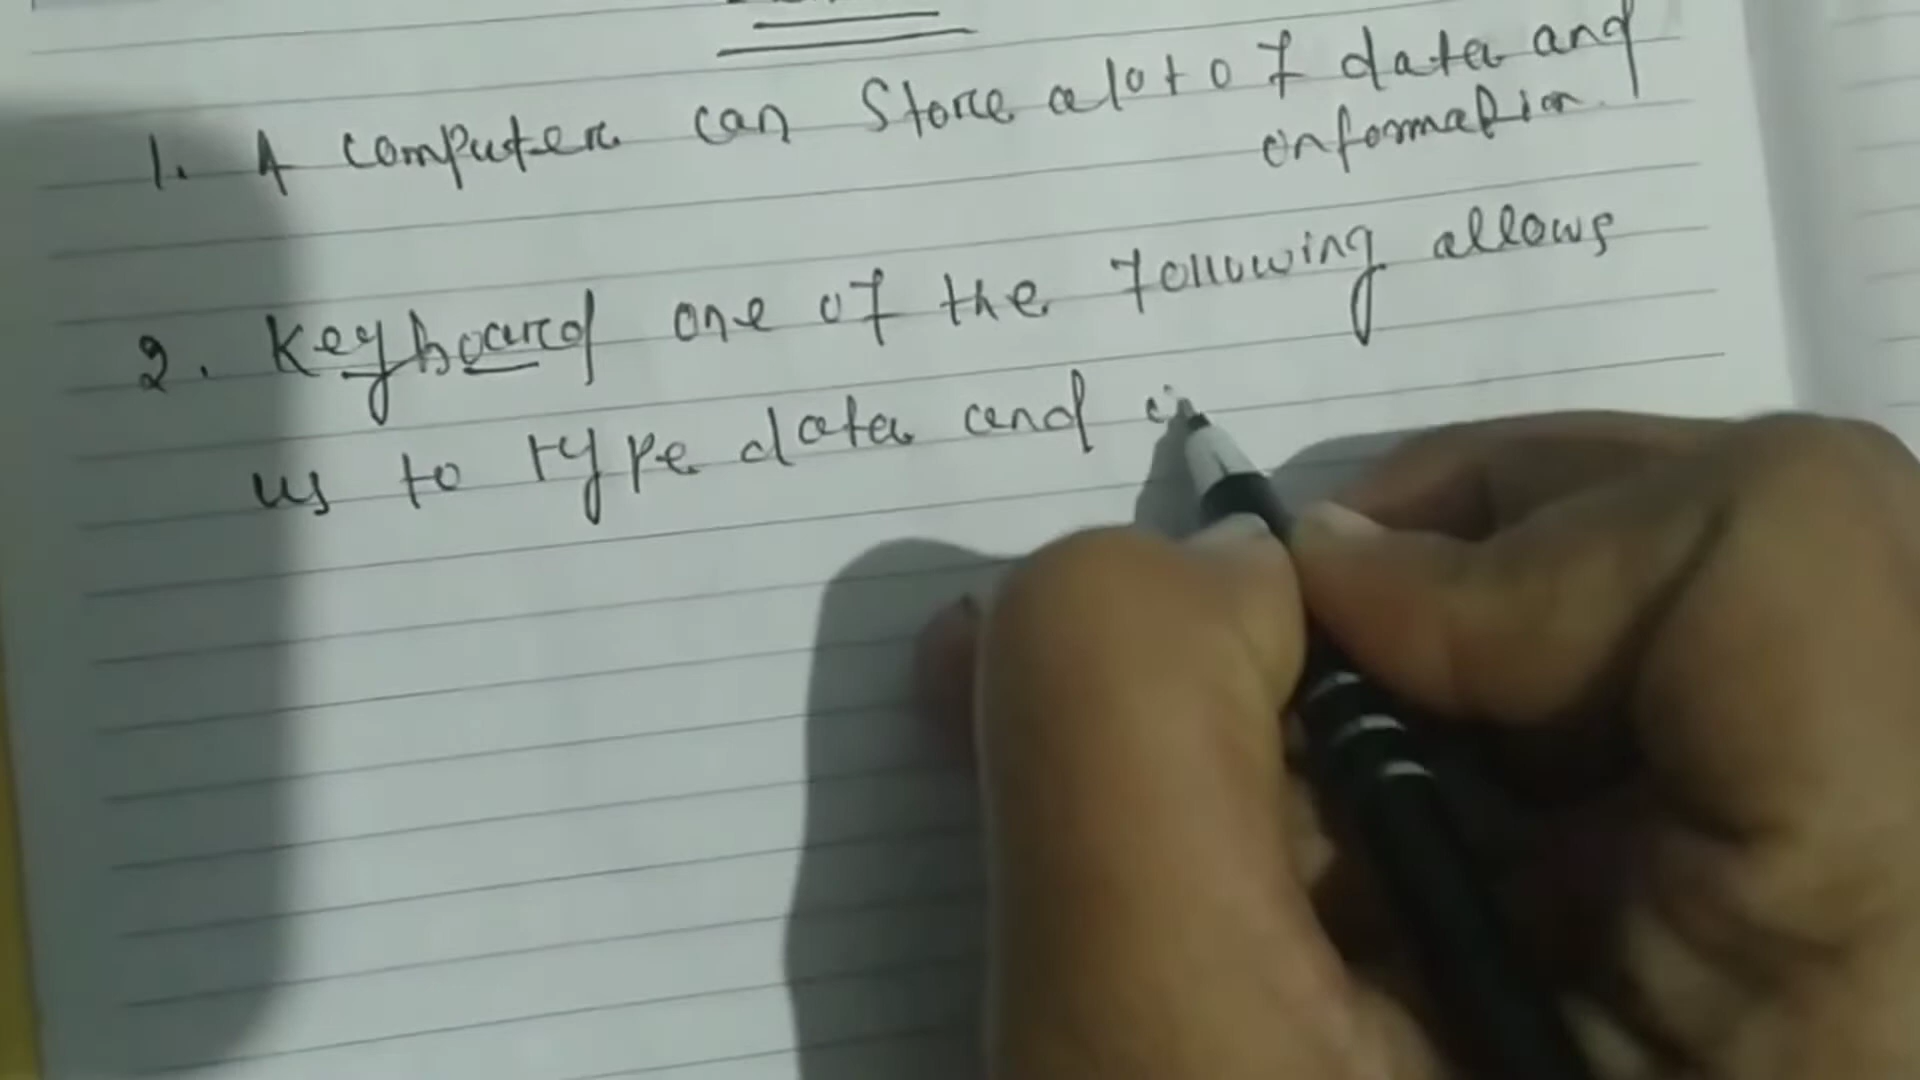 1. A computer can Store a lot of data and
information.
2. Keyboard one of the following allows
us to type data and